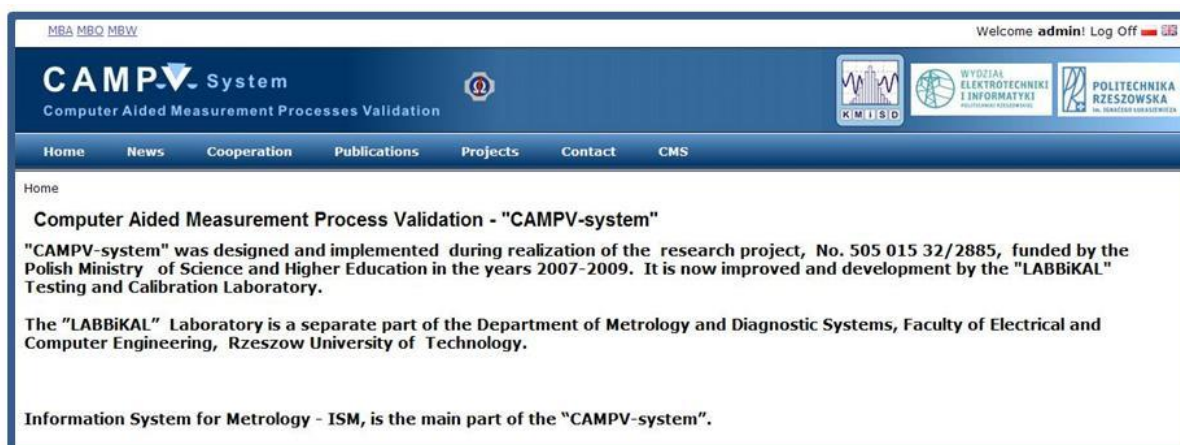 MBA MBO MBW
Welcome admin! Log Off
CAMPV System
Computer Aided Measurement Processes Validation
KMiSD
WYDZIAŁ
ELEKTROTECHNIKI
I INFORMATYKI
POLITECHNIKI RZESZOWSKIEJ
POLITECHNIKA
RZESZOWSKA
im. IGNACEGO ŁUKASIEWICZA
Home News Cooperation Publications Projects Contact CMS
Home
Computer Aided Measurement Process Validation - "CAMPV-system"
"CAMPV-system" was designed and implemented during realization of the research project, No. 505 015 32/2885, funded by the
Polish Ministry of Science and Higher Education in the years 2007-2009. It is now improved and development by the "LABBiKAL"
Testing and Calibration Laboratory.
The "LABBiKAL" Laboratory is a separate part of the Department of Metrology and Diagnostic Systems, Faculty of Electrical and
Computer Engineering, Rzeszow University of Technology.
Information System for Metrology - ISM, is the main part of the "CAMPV-system".